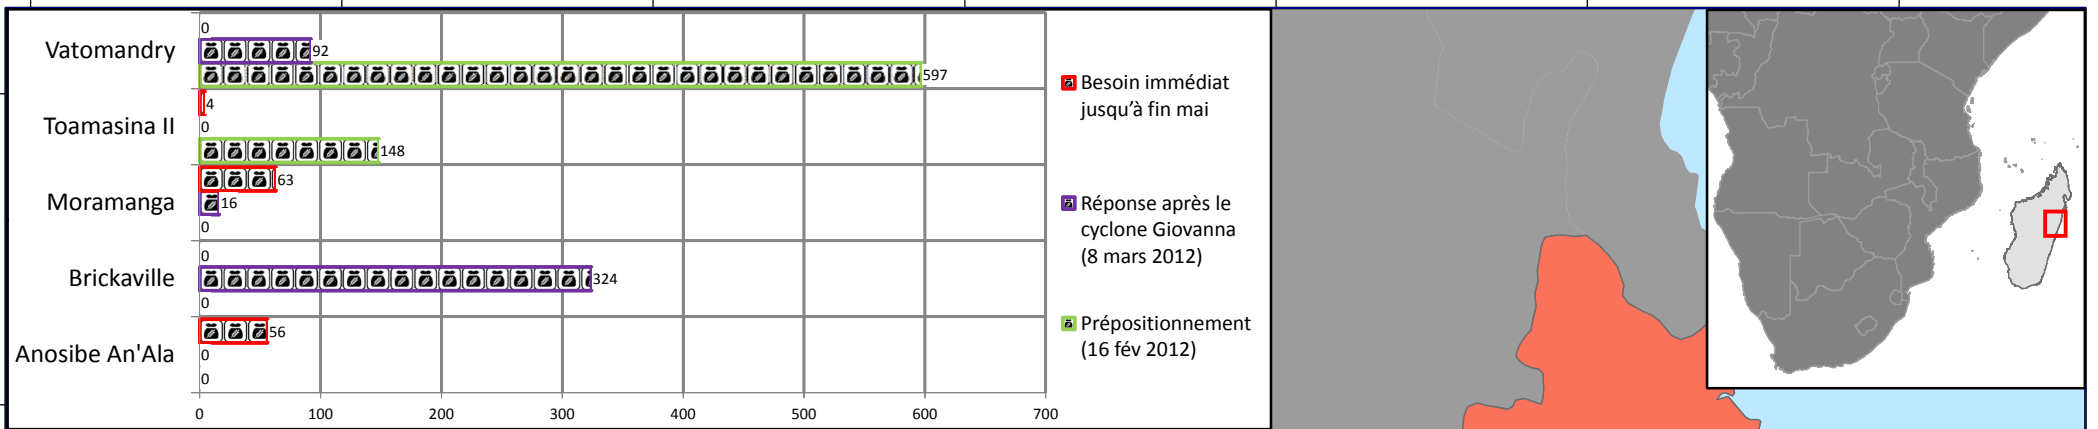 Vatomandry
0
92
597
Toamasina II
4
0
148
Moramanga
63
16
0
Brickaville
0
324
0
Anosibe An'Ala
56
0
0
0 100 200 300 400 500 600 700
Besoin immédiat
jusqu'à fin mai
Réponse après le
cyclone Giovanna
(8 mars 2012)
Prépositionnement
(16 fév 2012)